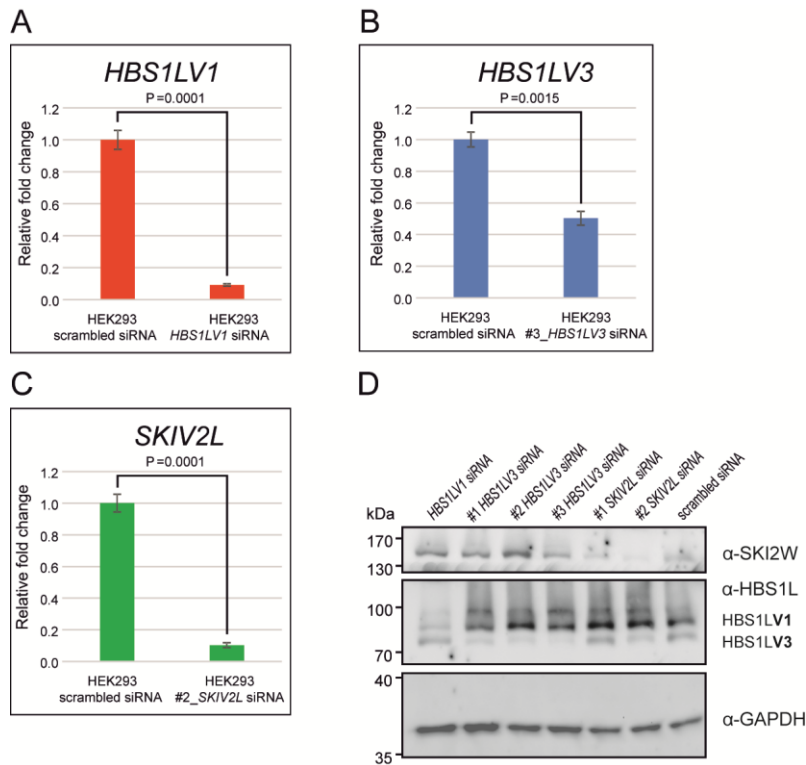 A
HBS1LV1
P=0.0001
Relative fold change
1.2
1.0
0.8
0.6
0.4
0.2
0.0
HEK293
scrambled siRNA
HEK293
HBS1LV1 siRNA
B
HBS1LV3
P=0.0015
Relative fold change
1.2
1.0
0.8
0.6
0.4
0.2
0.0
HEK293
scrambled siRNA
HEK293
#3_HBS1LV3 siRNA
C
SKIV2L
P=0.0001
Relative fold change
1.2
1.0
0.8
0.6
0.4
0.2
0.0
HEK293
scrambled siRNA
HEK293
#2_SKIV2L siRNA
D
HBS1LV1 siRNA
#1 HBS1LV3 siRNA
#2 HBS1LV3 siRNA
#3 HBS1LV3 siRNA
#1 SKIV2L siRNA
#2 SKIV2L siRNA
scrambled siRNA
kDa
170
130
α-SKI2W
100
70
α-HBS1L
HBS1LV1
HBS1LV3
40
35
α-GAPDH